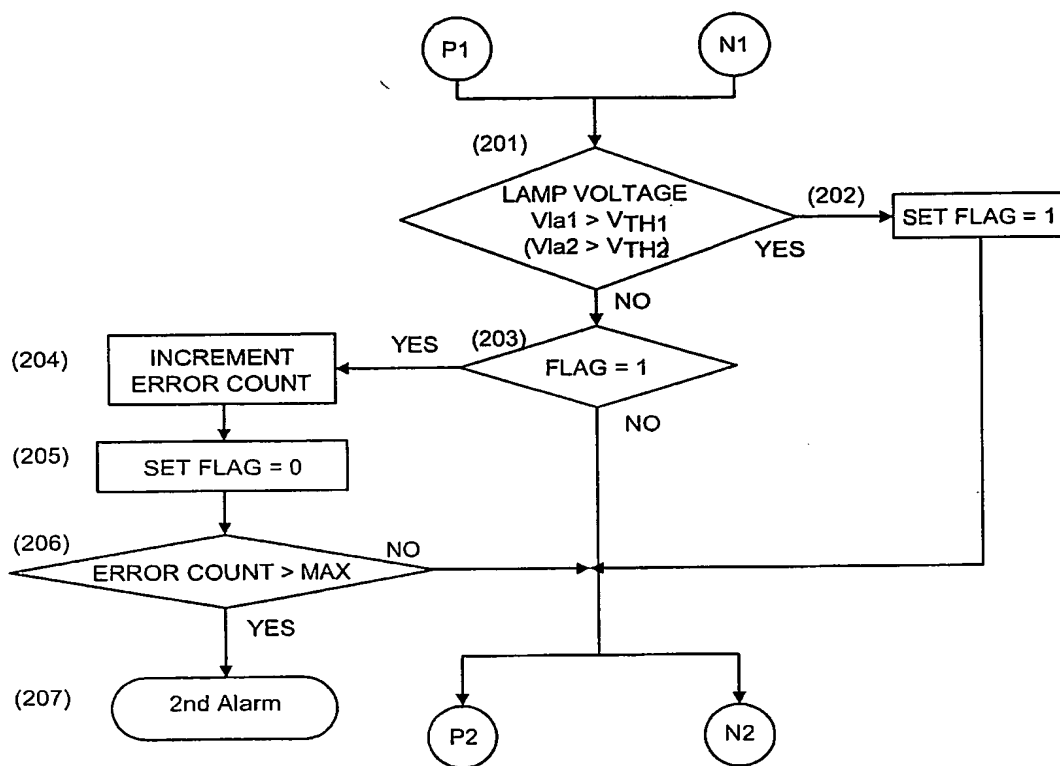 P1
N1
(201)
LAMP VOLTAGE
Vla1 > VTH1
(Vla2 > VTH2)
(202)
YES
SET FLAG = 1
NO
(203)
FLAG = 1
YES
NO
(204)
INCREMENT
ERROR COUNT
(205)
SET FLAG = 0
(206)
ERROR COUNT > MAX
NO
YES
(207)
2nd Alarm
P2
N2